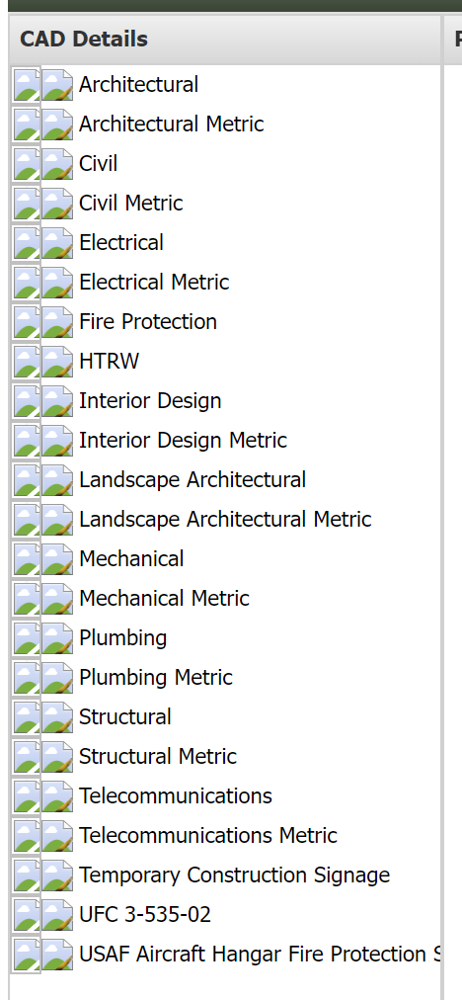 CAD Details
Architectural
Architectural Metric
Civil
Civil Metric
Electrical
Electrical Metric
Fire Protection
HTRW
Interior Design
Interior Design Metric
Landscape Architectural
Landscape Architectural Metric
Mechanical
Mechanical Metric
Plumbing
Plumbing Metric
Structural
Structural Metric
Telecommunications
Telecommunications Metric
Temporary Construction Signage
UFC 3-535-02
USAF Aircraft Hangar Fire Protection